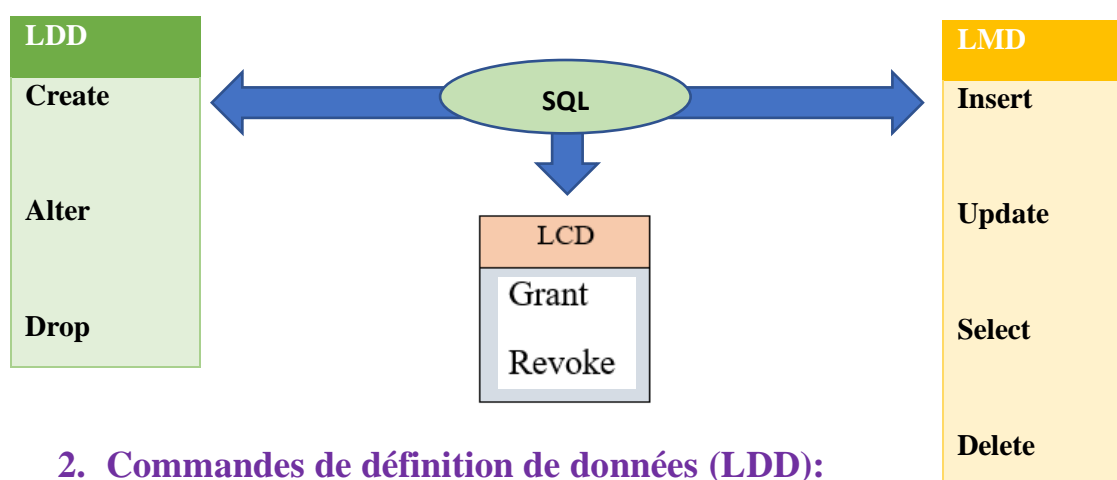 LDD
Create
Alter
Drop
SQL
LCD
Grant
Revoke
LMD
Insert
Update
Select
Delete
2. Commandes de définition de données (LDD):